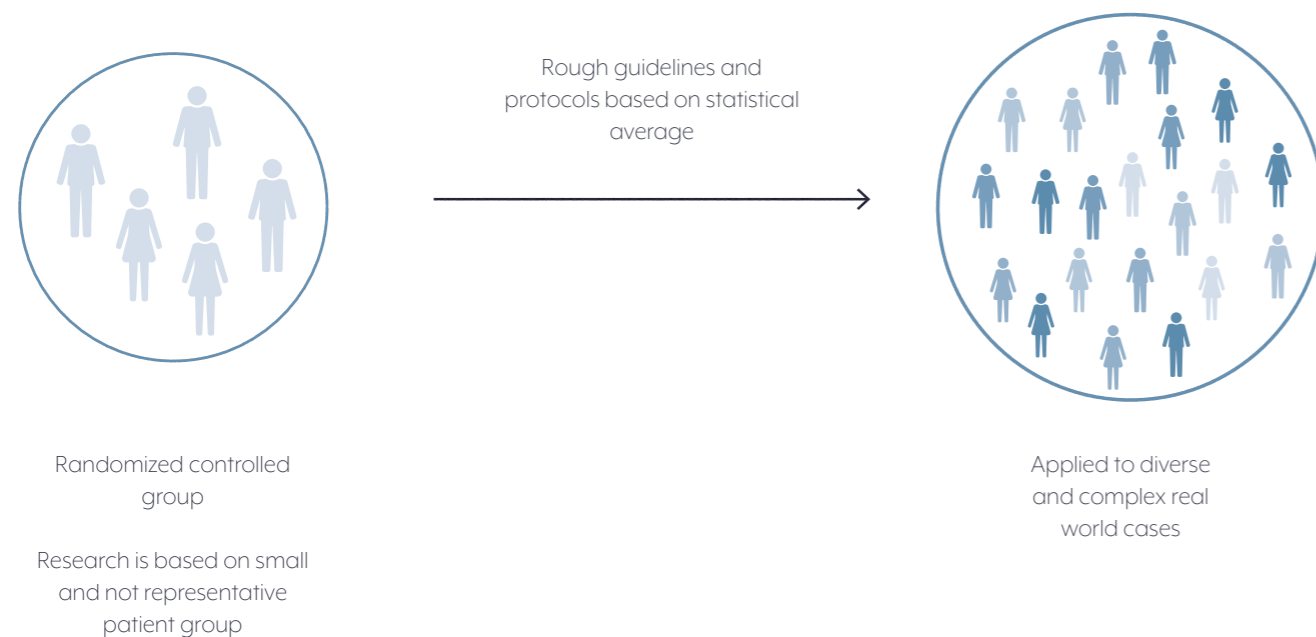 Rough guidelines and
protocols based on statistical
average
Randomized controlled
group
Research is based on small
and not representative
patient group
Applied to diverse
and complex real
world cases